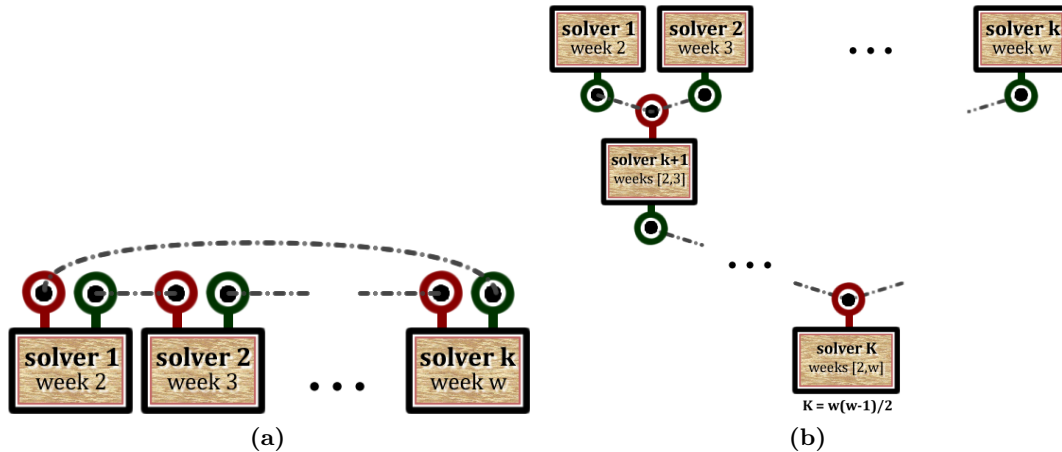 solver 1
week 2
solver 2
week 3
• • •
solver k
week w
(a)
solver 1
week 2
solver 2
week 3
• • •
solver k
week w
solver k+1
weeks [2,3]
• • •
solver K
weeks [2,w]
K = w(w-1)/2
(b)